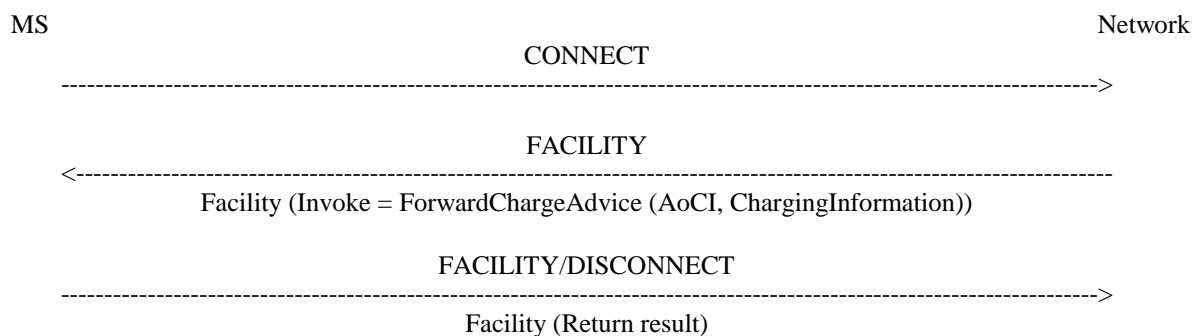 MS Network
CONNECT
------------------------------------------------------------------------------------------------------------------------>
FACILITY
<------------------------------------------------------------------------------------------------------------------------
Facility (Invoke = ForwardChargeAdvice (AoCI, ChargingInformation))
FACILITY/DISCONNECT
------------------------------------------------------------------------------------------------------------------------>
Facility (Return result)